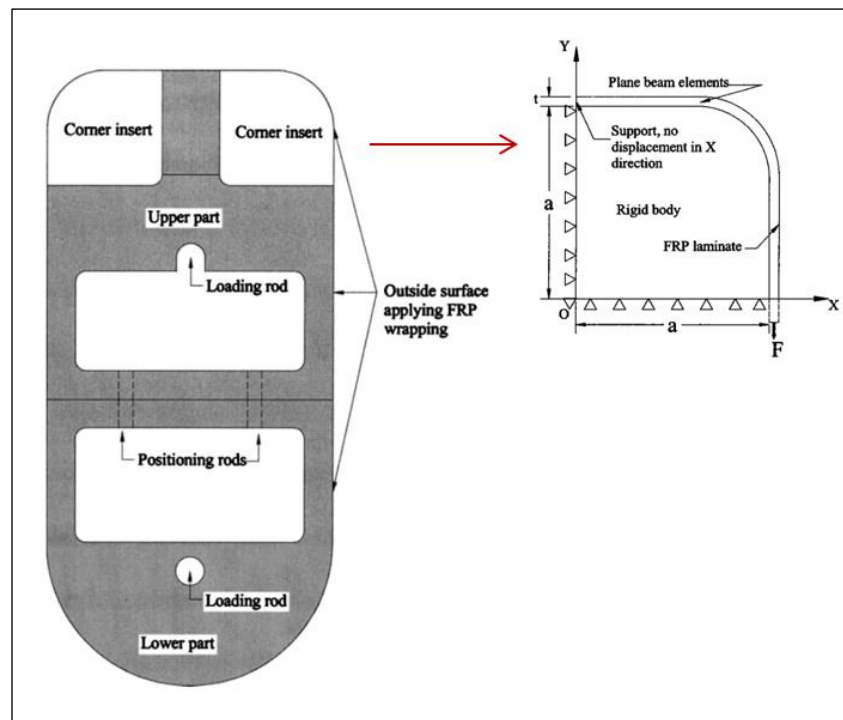 Corner insert
Corner insert
Upper part
Loading rod
Outside surface
applying FRP
wrapping
Positioning rods
Loading rod
Lower part
Y
Plane beam elements
t
Support, no
displacement in X
direction
a
Rigid body
FRP laminate
O
X
a
F